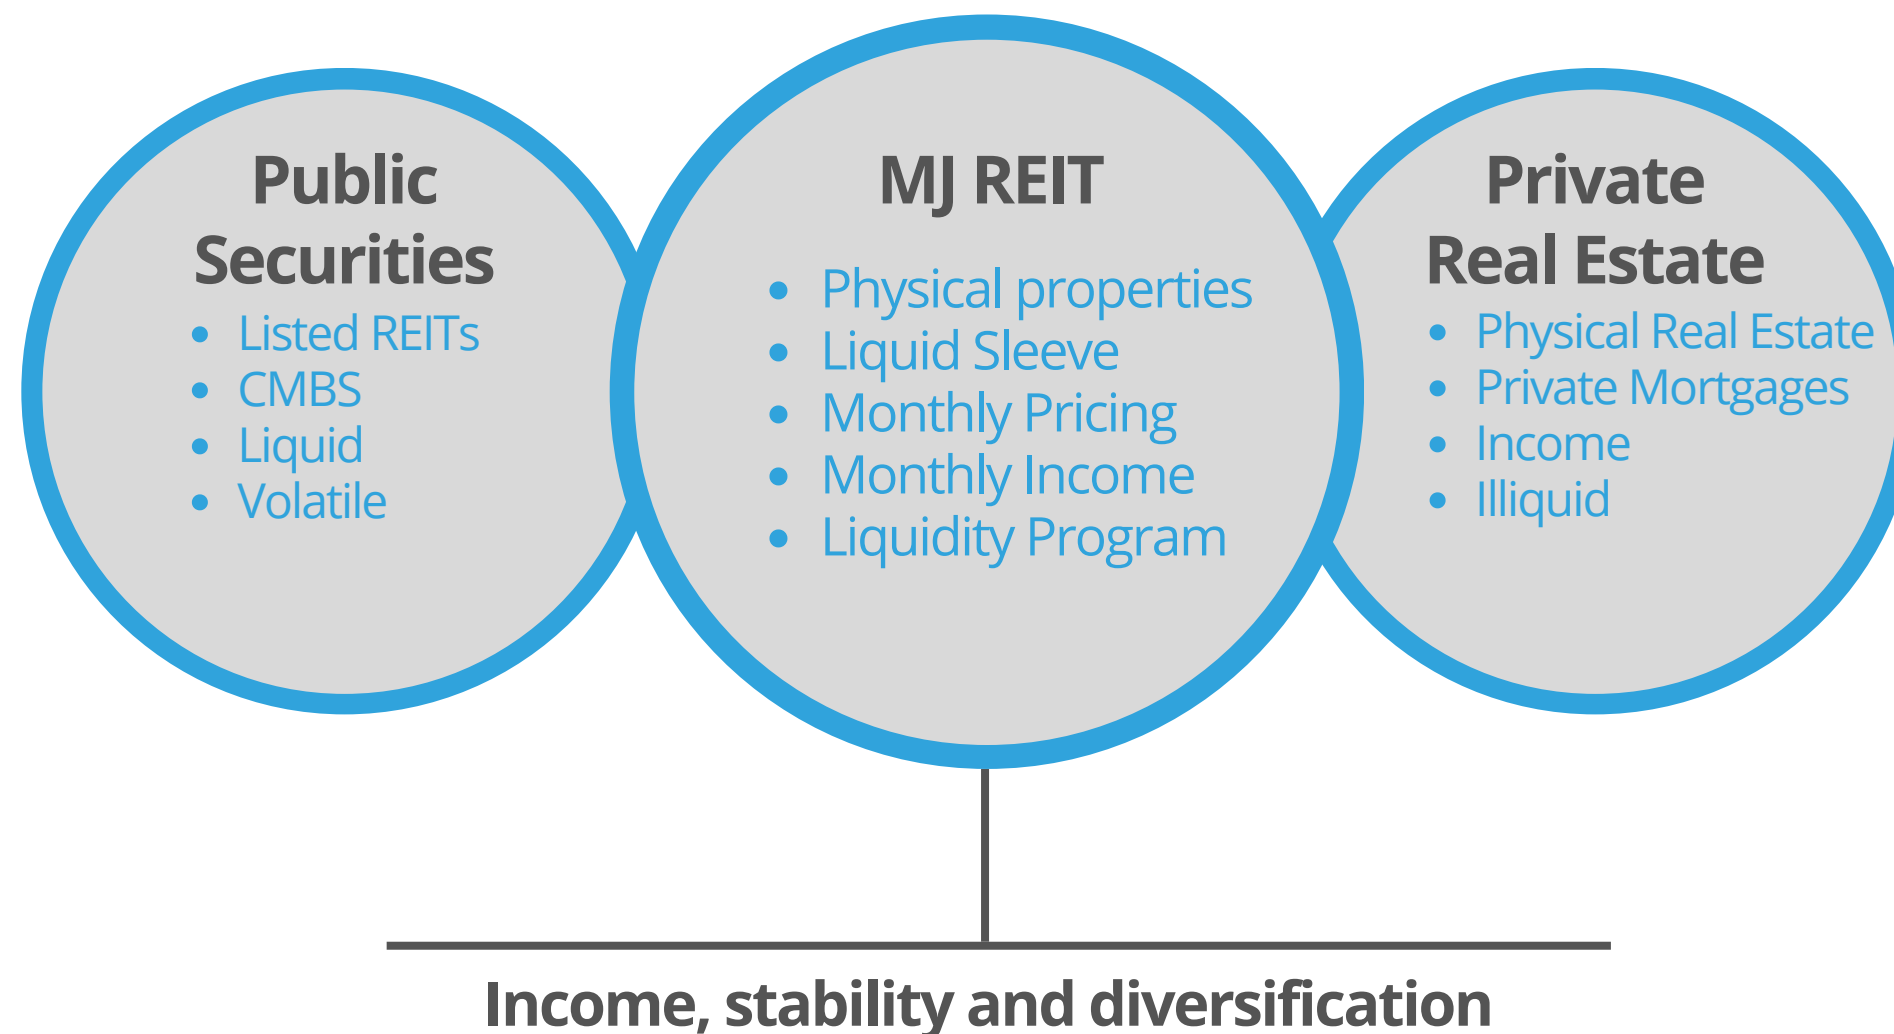 Public
Securities
• Listed REITs
• CMBS
• Liquid
• Volatile
MJ REIT
• Physical properties
• Liquid Sleeve
• Monthly Pricing
• Monthly Income
• Liquidity Program
Private
Real Estate
• Physical Real Estate
• Private Mortgages
• Income
• Illiquid
Income, stability and diversification